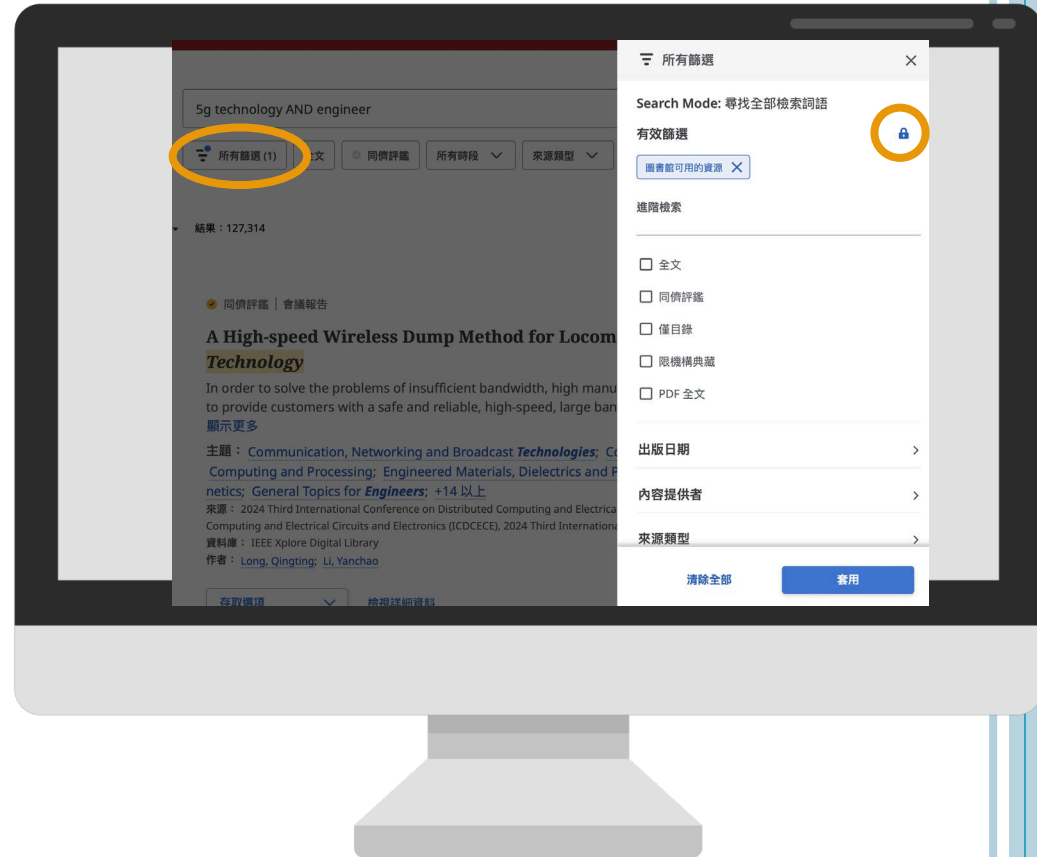 5g technology AND engineer
所有篩選 (1)
文
同儕評鑑
所有時段
來源類型
結果：127,314
同儕評鑑 | 會議報告
A High-speed Wireless Dump Method for Locom
Technology
In order to solve the problems of insufficient bandwidth, high manu
to provide customers with a safe and reliable, high-speed, large ban
顯示更多
主題： Communication, Networking and Broadcast Technologies; Co
Computing and Processing; Engineered Materials, Dielectrics and P
netics; General Topics for Engineers; +14 以上
來源： 2024 Third International Conference on Distributed Computing and Electrica
Computing and Electrical Circuits and Electronics (ICDCECE), 2024 Third Internationa
資料庫： IEEE Xplore Digital Library
作者： Long, Qingting; Li, Yanchao
存取選項
檢視詳細資料
所有篩選
Search Mode: 尋找全部檢索詞語
有效篩選
圖書館可用的資源
進階檢索
全文
同儕評鑑
僅目錄
限機構典藏
PDF 全文
出版日期
內容提供者
來源類型
清除全部
套用